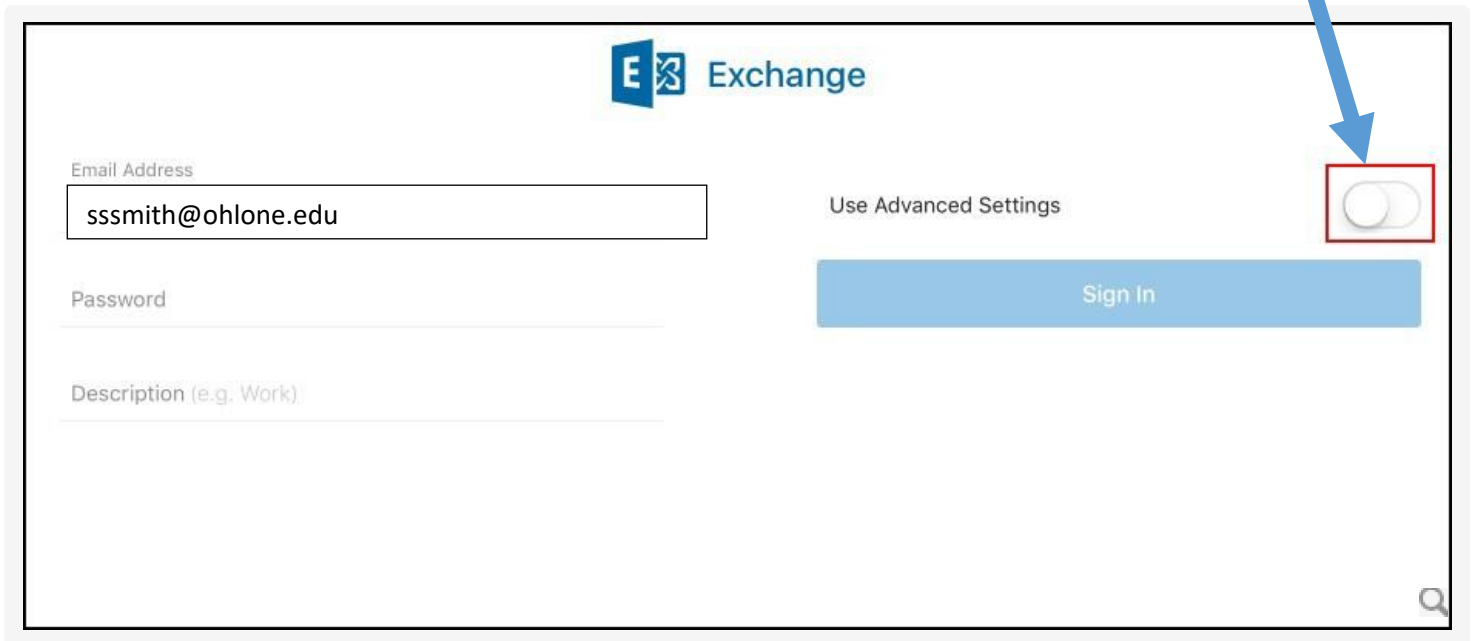 E Exchange
Email Address
sssmith@ohlone.edu
Use Advanced Settings
Password
Sign In
Description (e.g. Work)